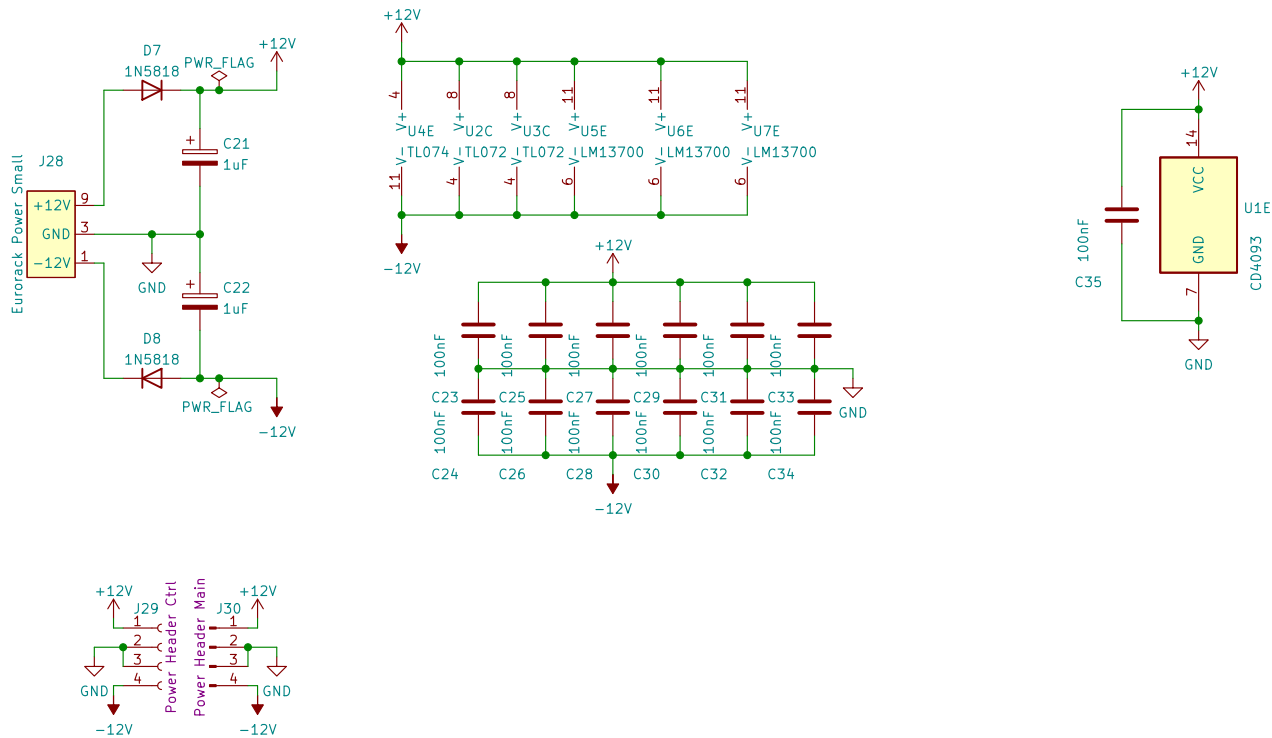 +12V
D7
1N5818
PWR_FLAG
+
C21
1uF
J28
Eurorack Power Small
+12V
9
GND
3
-12V
1
GND
+
C22
1uF
D8
1N5818
PWR_FLAG
-12V
+12V
4
8
8
11
11
11
V+
V+
V+
V+
V+
V+
U4E
U2C
U3C
U5E
U6E
U7E
TL074
TL072
TL072
LM13700
LM13700
LM13700
V-
V-
V-
V-
V-
V-
11
4
4
6
6
6
-12V
+12V
100nF
100nF
100nF
100nF
100nF
100nF
C23
C25
C27
C29
C31
C33
GND
100nF
100nF
100nF
100nF
100nF
100nF
C24
C26
C28
C30
C32
C34
-12V
+12V
14
VCC
U1E
GND
CD4093
7
100nF
C35
GND
+12V
J29
1
2
3
4
Power Header Ctrl
GND
-12V
+12V
J30
1
2
3
4
Power Header Main
GND
-12V